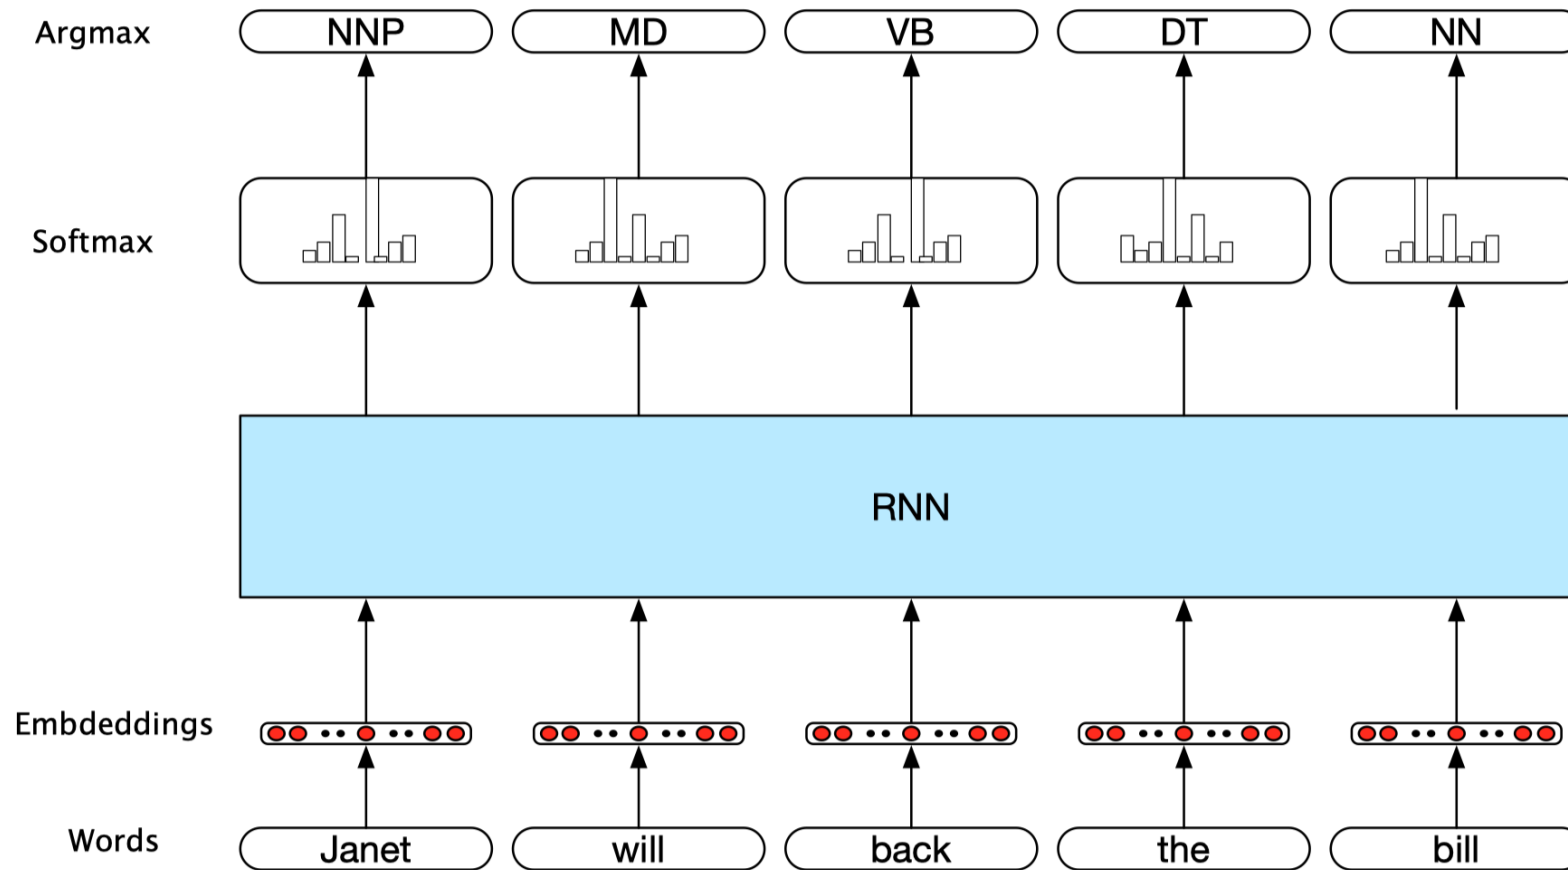 Argmax NNP MD VB DT NN
Softmax
RNN
Embdeddings
Words Janet will back the bill